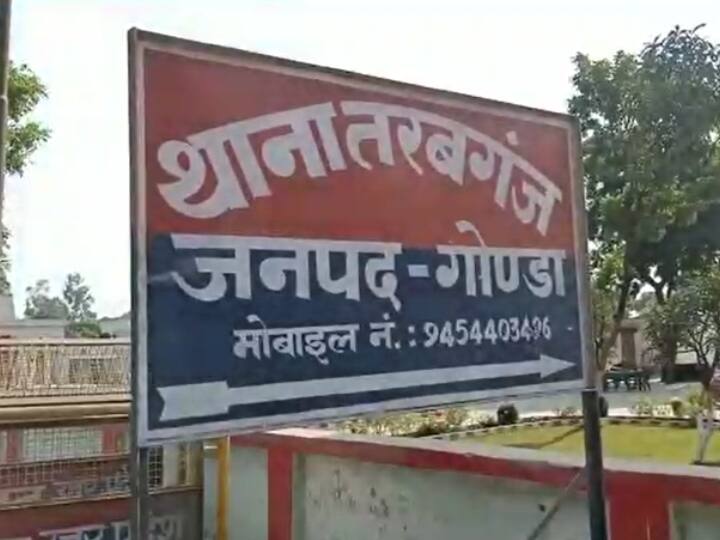 थाना तरबगंज
जनपद-गोण्डा
मोबाइल नं.: 9454403496